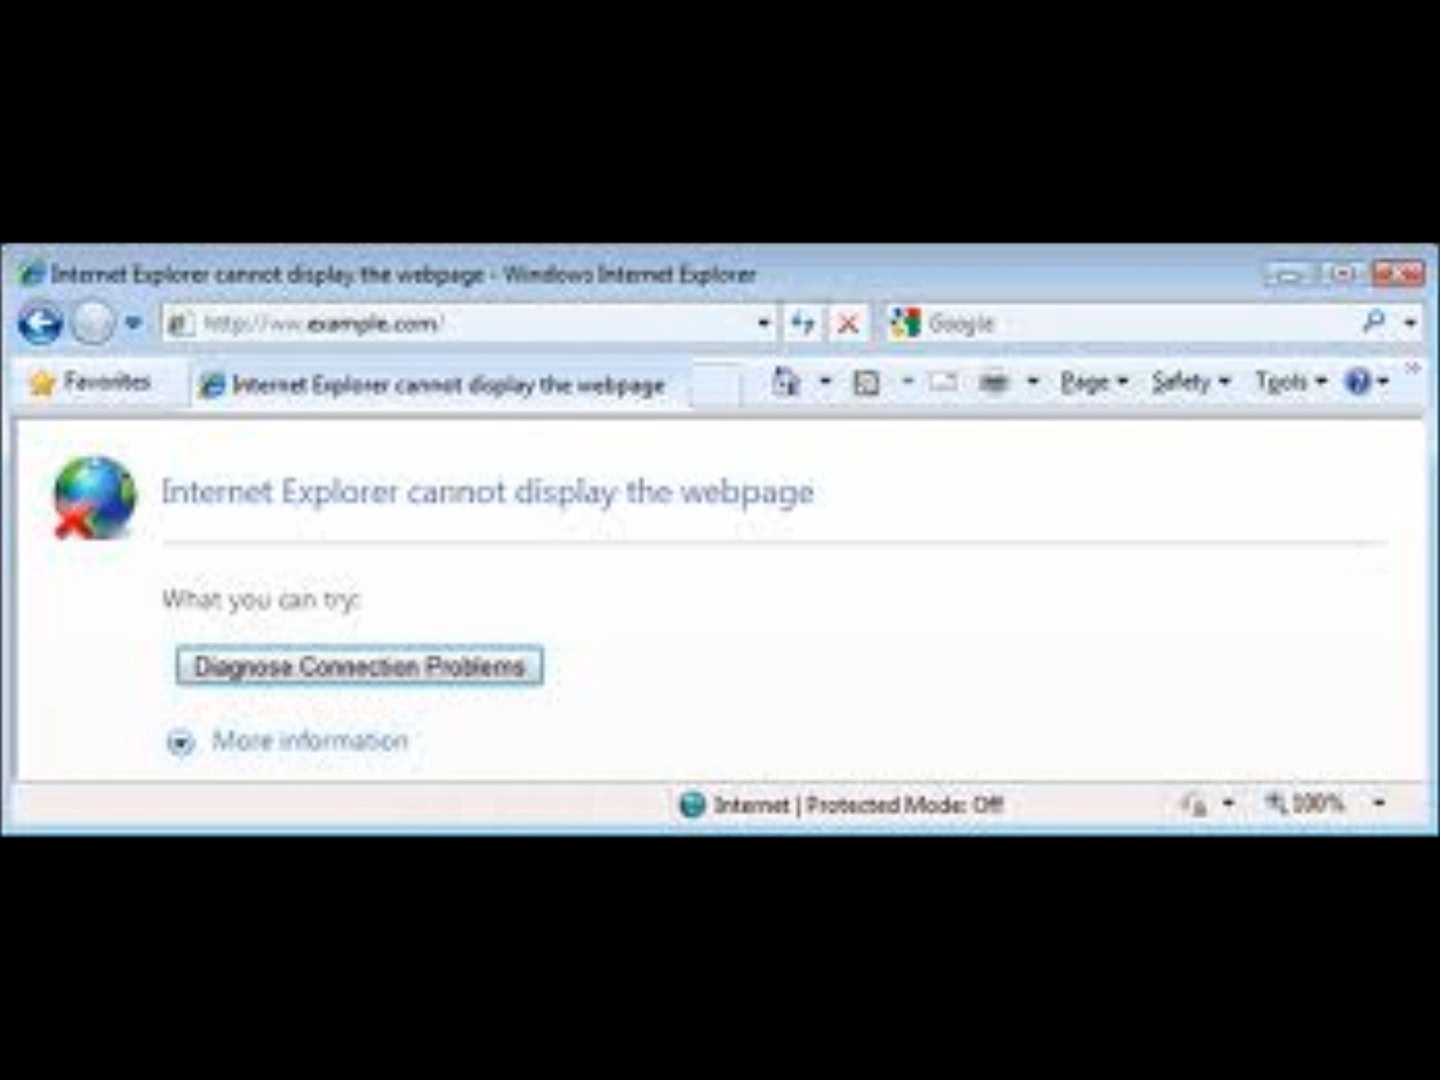 Internet Explorer cannot display the webpage - Windows Internet Explorer
http://ww.example.com/
Google
Favorites
Internet Explorer cannot display the webpage
Page
Safety
Tools
Internet Explorer cannot display the webpage
What you can try:
Diagnose Connection Problems
More information
Internet | Protected Mode: Off
100%